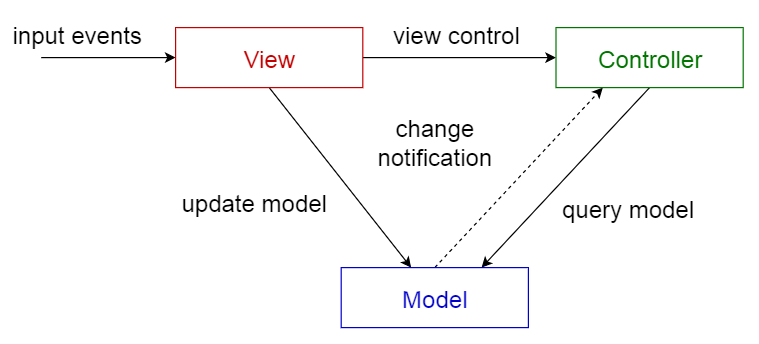 input events
View
view control
Controller
change
notification
update model
query model
Model